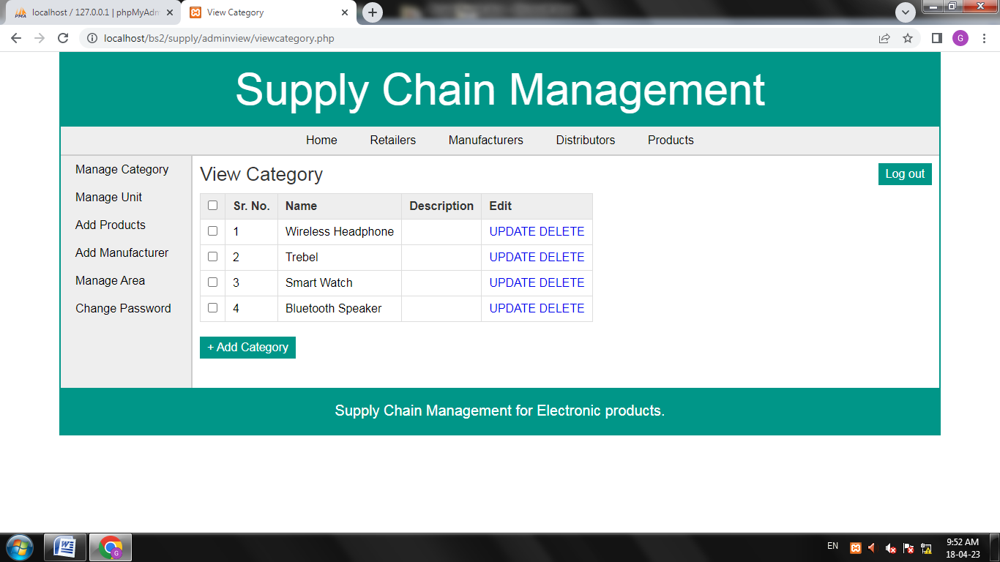 localhost / 127.0.0.1 | phpMyAdm
View Category
localhost/bs2/supply/adminview/viewcategory.php
G
Supply Chain Management
Home Retailers Manufacturers Distributors Products
Manage Category
Manage Unit
Add Products
Add Manufacturer
Manage Area
Change Password
View Category
Log out
Sr. No. Name Description Edit
1 Wireless Headphone UPDATE DELETE
2 Trebel UPDATE DELETE
3 Smart Watch UPDATE DELETE
4 Bluetooth Speaker UPDATE DELETE
+ Add Category
Supply Chain Management for Electronic products.
EN
9:52 AM
18-04-23